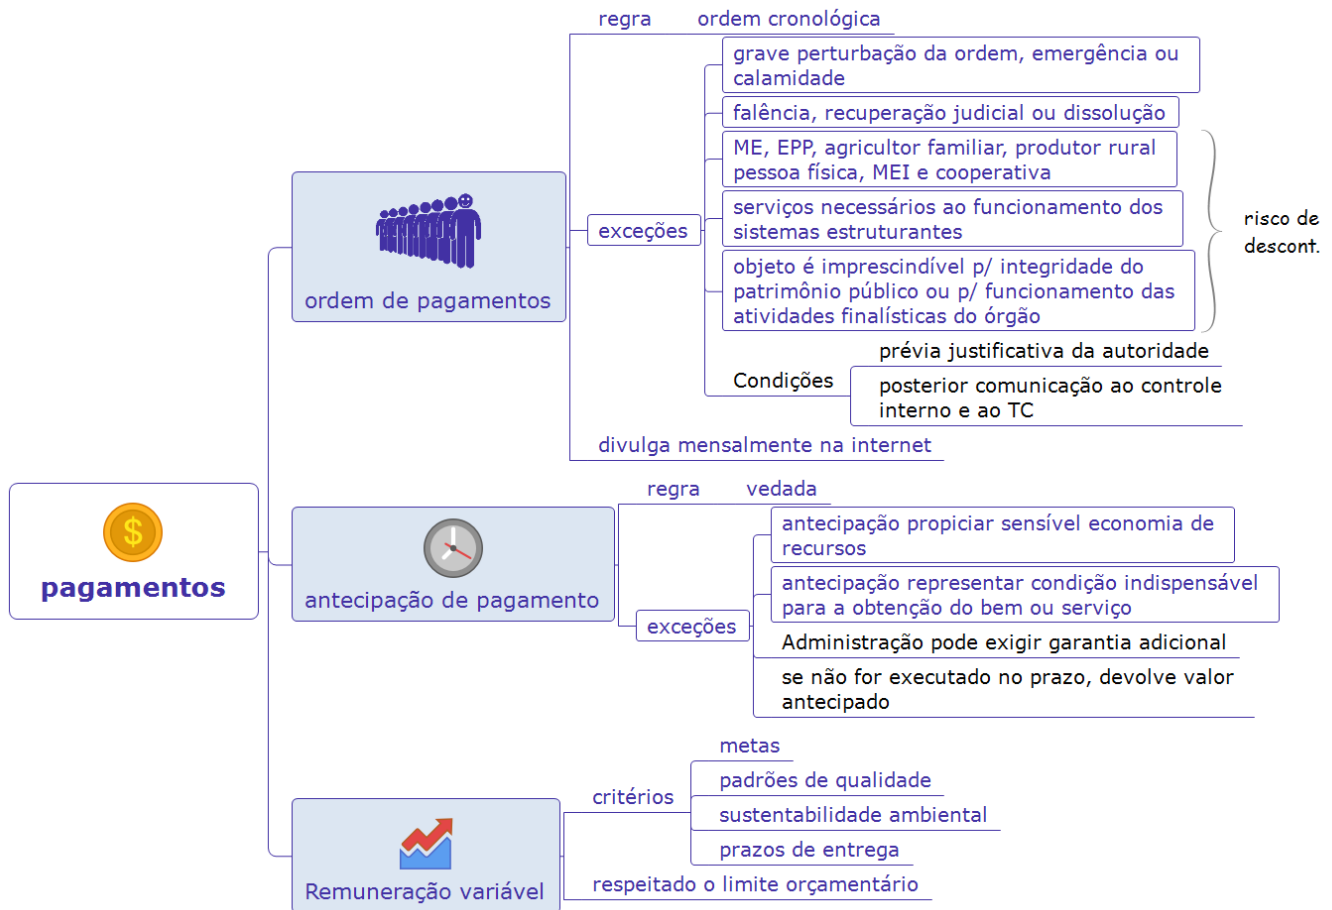 pagamentos
ordem de pagamentos
regra
ordem cronológica
exceções
grave perturbação da ordem, emergência ou
calamidade
falência, recuperação judicial ou dissolução
ME, EPP, agricultor familiar, produtor rural
pessoa física, MEI e cooperativa
serviços necessários ao funcionamento dos
sistemas estruturantes
objeto é imprescindível p/ integridade do
patrimônio público ou p/ funcionamento das
atividades finalísticas do órgão
risco de
descont.
Condições
prévia justificativa da autoridade
posterior comunicação ao controle
interno e ao TC
divulga mensalmente na internet
antecipação de pagamento
regra
vedada
exceções
antecipação propiciar sensível economia de
recursos
antecipação representar condição indispensável
para a obtenção do bem ou serviço
Administração pode exigir garantia adicional
se não for executado no prazo, devolve valor
antecipado
Remuneração variável
critérios
metas
padrões de qualidade
sustentabilidade ambiental
prazos de entrega
respeitado o limite orçamentário
$